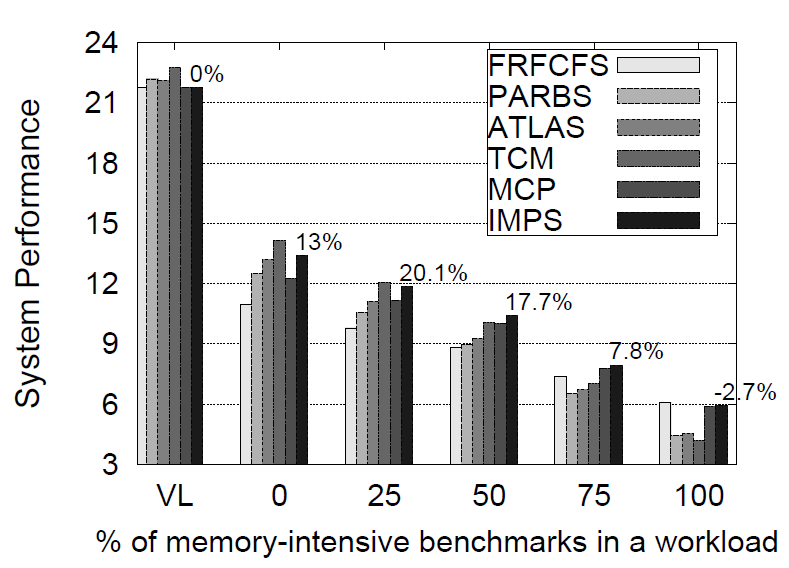 24
21
18
15
12
9
6
3
System Performance
FRFCFS
PARBS
ATLAS
TCM
MCP
IMPS
0%
13%
20.1%
17.7%
7.8%
-2.7%
VL 0 25 50 75 100
% of memory-intensive benchmarks in a workload